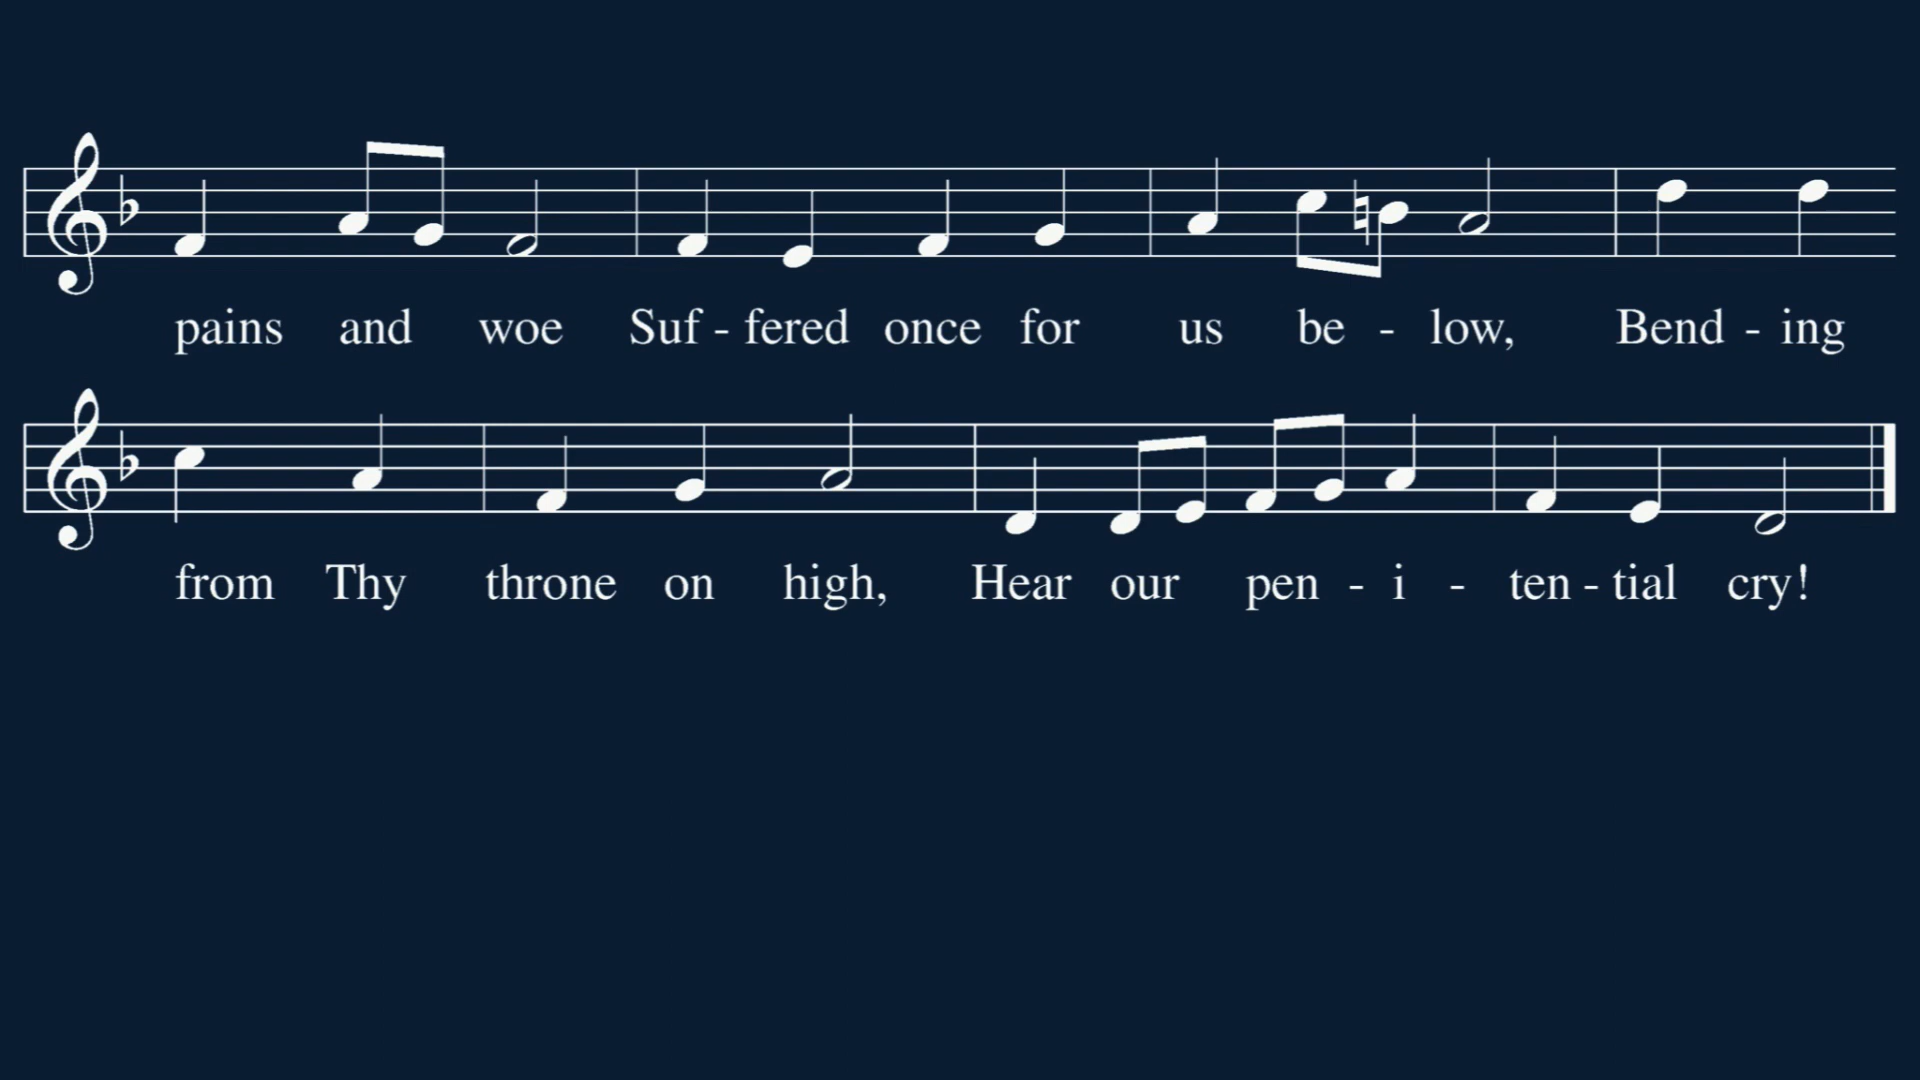 pains and woe Suf - fered once for us be - low, Bend - ing
from Thy throne on high, Hear our pen - i - ten - tial cry!